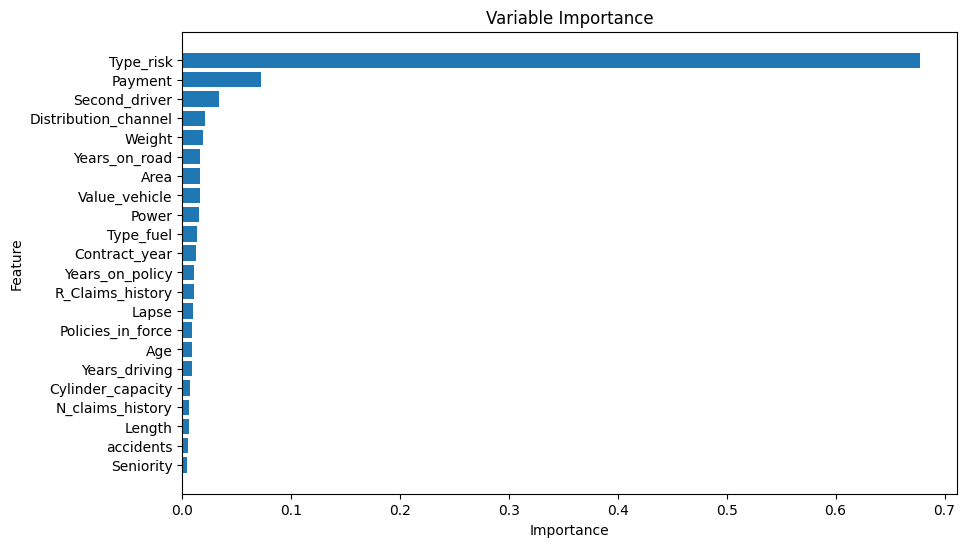 Variable Importance
Feature
Type_risk
Payment
Second_driver
Distribution_channel
Weight
Years_on_road
Area
Value_vehicle
Power
Type_fuel
Contract_year
Years_on_policy
R_Claims_history
Lapse
Policies_in_force
Age
Years_driving
Cylinder_capacity
N_claims_history
Length
accidents
Seniority
0.0 0.1 0.2 0.3 0.4 0.5 0.6 0.7
Importance